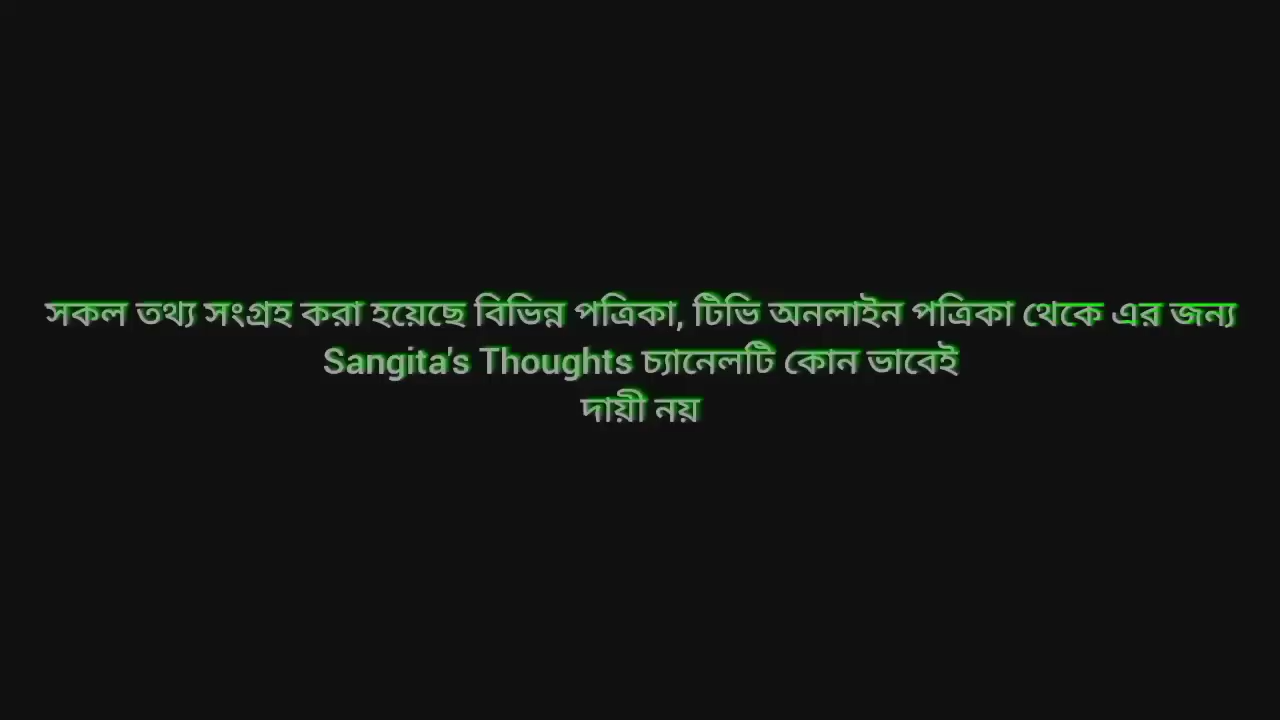 সকল তথ্য সংগ্রহ করা হয়েছে বিভিন্ন পত্রিকা, টিভি অনলাইন পত্রিকা থেকে এর জন্য
Sangita's Thoughts চ্যানেলটি কোন ভাবেই
দায়ী নয়